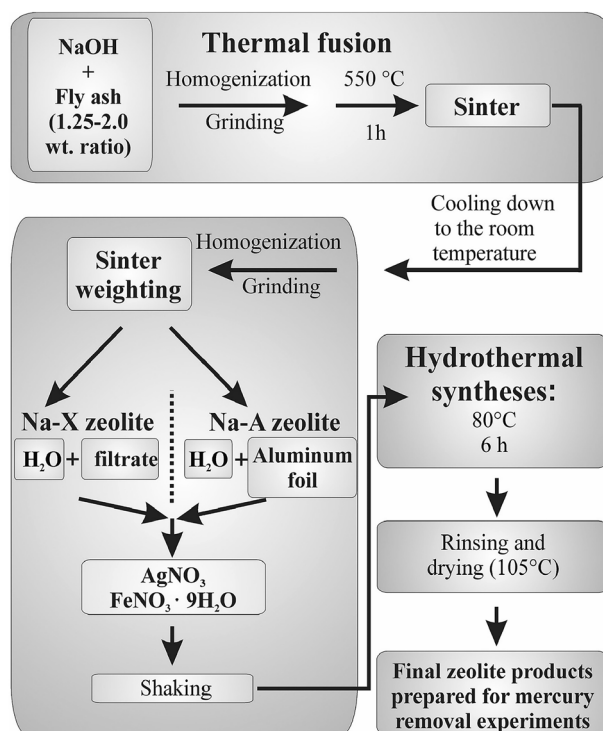 Thermal fusion
NaOH
+
Fly ash
(1.25-2.0
wt. ratio)
Homogenization
Grinding
550 °C
1h
Sinter
Cooling down
to the room
temperature
Homogenization
Grinding
Sinter
weighting
Na-X zeolite
H₂O + filtrate
Na-A zeolite
H₂O + Aluminum
foil
AgNO₃
FeNO₃ · 9H₂O
Shaking
Hydrothermal
syntheses:
80°C
6 h
Rinsing and
drying (105°C)
Final zeolite products
prepared for mercury
removal experiments